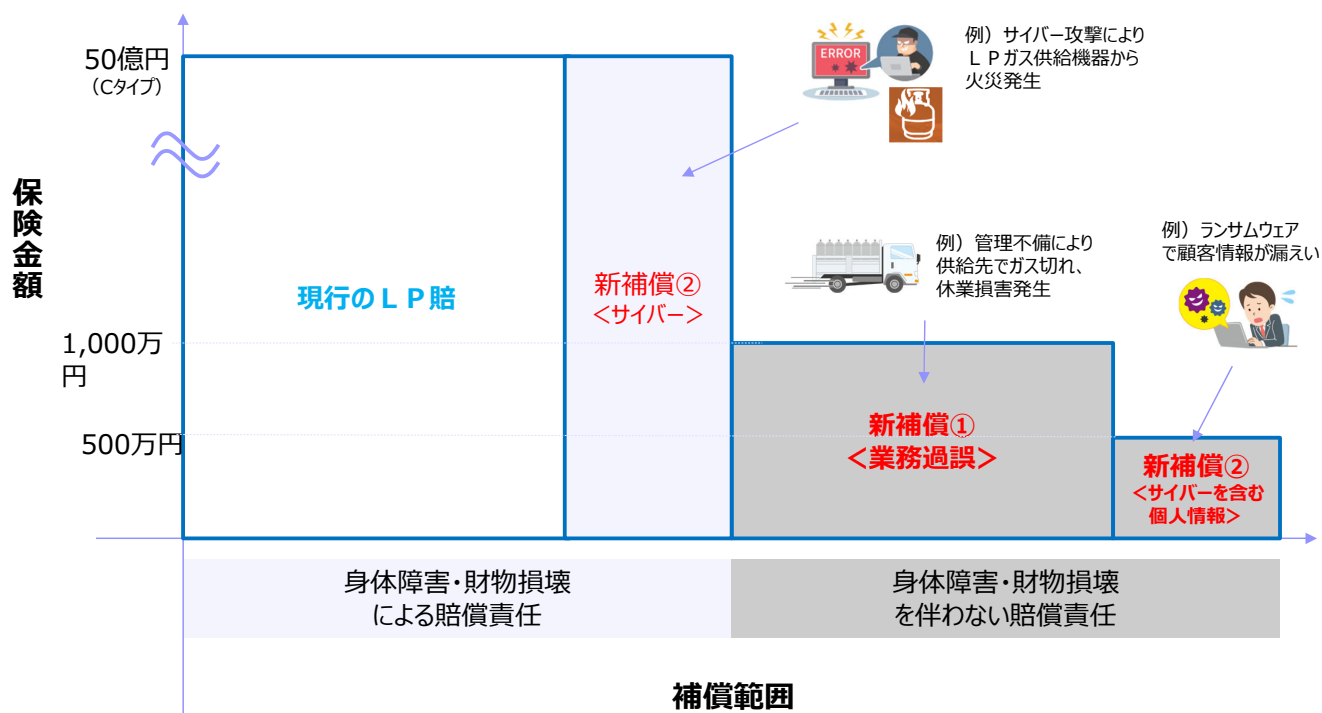 50億円
（Cタイプ）
保険金額
1,000万
円
500万円
現行のＬＰ賠
新補償②
＜サイバー＞
ERROR
例）サイバー攻撃により
ＬＰガス供給機器から
火災発生
例）管理不備により
供給先でガス切れ、
休業損害発生
例）ランサムウェア
で顧客情報が漏えい
新補償①
＜業務過誤＞
新補償②
＜サイバーを含む
個人情報＞
身体障害・財物損壊
による賠償責任
身体障害・財物損壊
を伴わない賠償責任
補償範囲